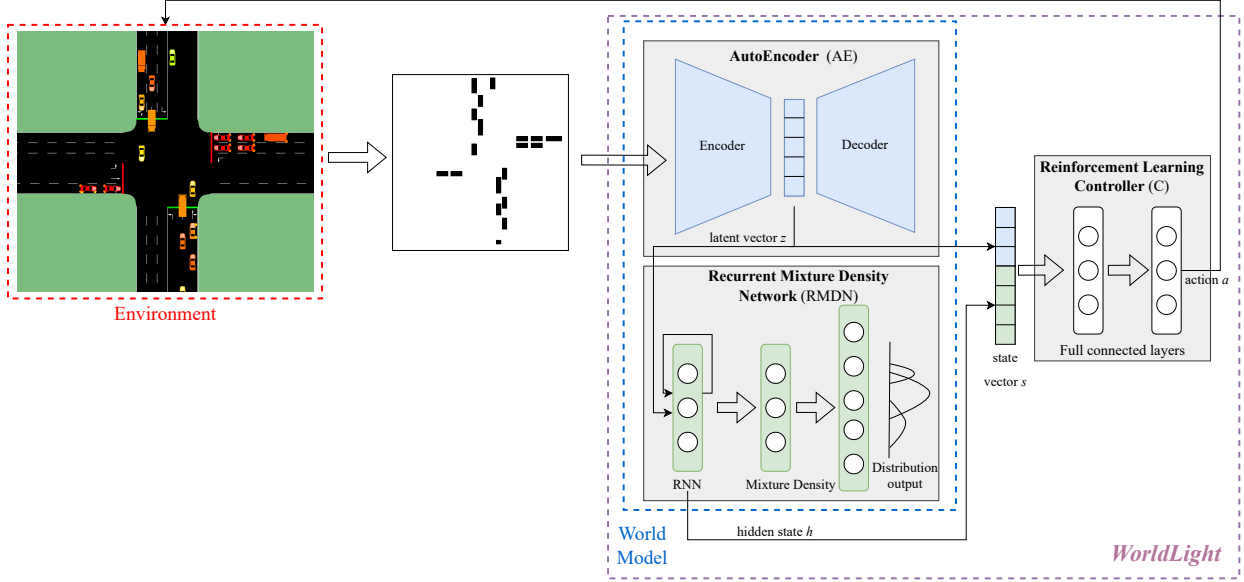 AutoEncoder (AE)
Encoder
Decoder
latent vector z
Environment
Recurrent Mixture Density
Network (RMDN)
RNN
Mixture Density
Distribution
output
hidden state h
World
Model
state
vector s
Reinforcement Learning
Controller (C)
action a
Full connected layers
WorldLight